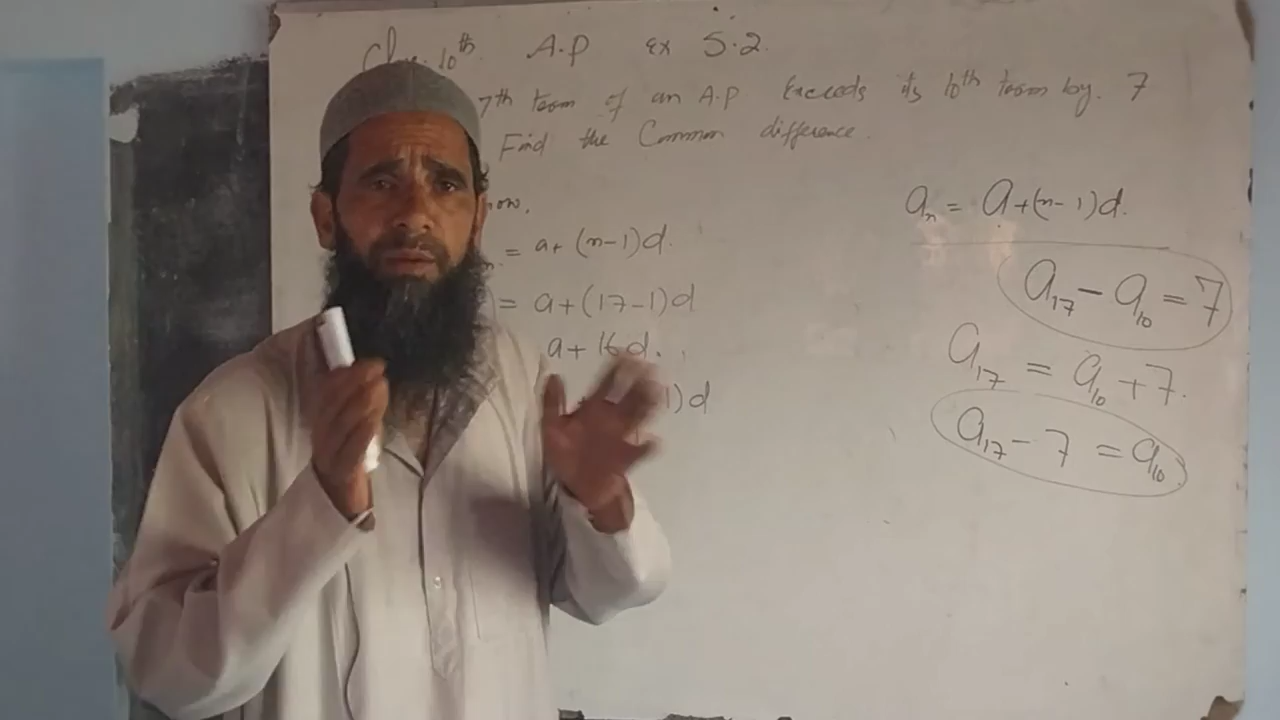 10th A.P Ex 5.2.
7th term of an A.P Exceeds its 10th term by. 7
Find the Common difference.
now,
= a+ (n-1)d.
) = a+(17-1)d
a+ 16d.
1)d
aₙ = a+(n-1)d.
a₁₇ - a₁₀ = 7
a₁₇ = a₁₀ + 7.
a₁₇ - 7 = a₁₀